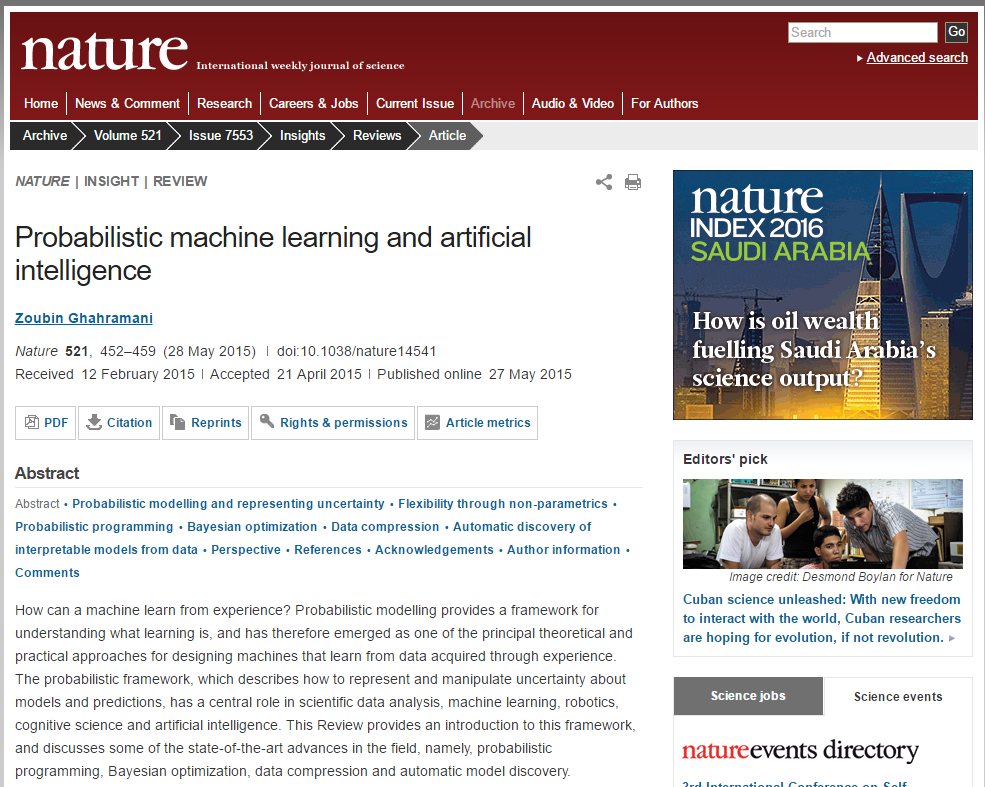 nature International weekly journal of science
Search Go
Advanced search
Home News & Comment Research Careers & Jobs Current Issue Archive Audio & Video For Authors
Archive Volume 521 Issue 7553 Insights Reviews Article
NATURE | INSIGHT | REVIEW
Probabilistic machine learning and artificial
intelligence
Zoubin Ghahramani
Nature 521, 452–459 (28 May 2015) | doi:10.1038/nature14541
Received 12 February 2015 | Accepted 21 April 2015 | Published online 27 May 2015
PDF Citation Reprints Rights & permissions Article metrics
Abstract
Abstract • Probabilistic modelling and representing uncertainty • Flexibility through non-parametrics •
Probabilistic programming • Bayesian optimization • Data compression • Automatic discovery of
interpretable models from data • Perspective • References • Acknowledgements • Author information •
Comments
How can a machine learn from experience? Probabilistic modelling provides a framework for
understanding what learning is, and has therefore emerged as one of the principal theoretical and
practical approaches for designing machines that learn from data acquired through experience.
The probabilistic framework, which describes how to represent and manipulate uncertainty about
models and predictions, has a central role in scientific data analysis, machine learning, robotics,
cognitive science and artificial intelligence. This Review provides an introduction to this framework,
and discusses some of the state-of-the-art advances in the field, namely, probabilistic
programming, Bayesian optimization, data compression and automatic model discovery.
nature
INDEX 2016
SAUDI ARABIA
How is oil wealth
fuelling Saudi Arabia's
science output?
Editors' pick
Image credit: Desmond Boylan for Nature
Cuban science unleashed: With new freedom
to interact with the world, Cuban researchers
are hoping for evolution, if not revolution.
Science jobs Science events
natureevents directory
3rd International Conference on Self